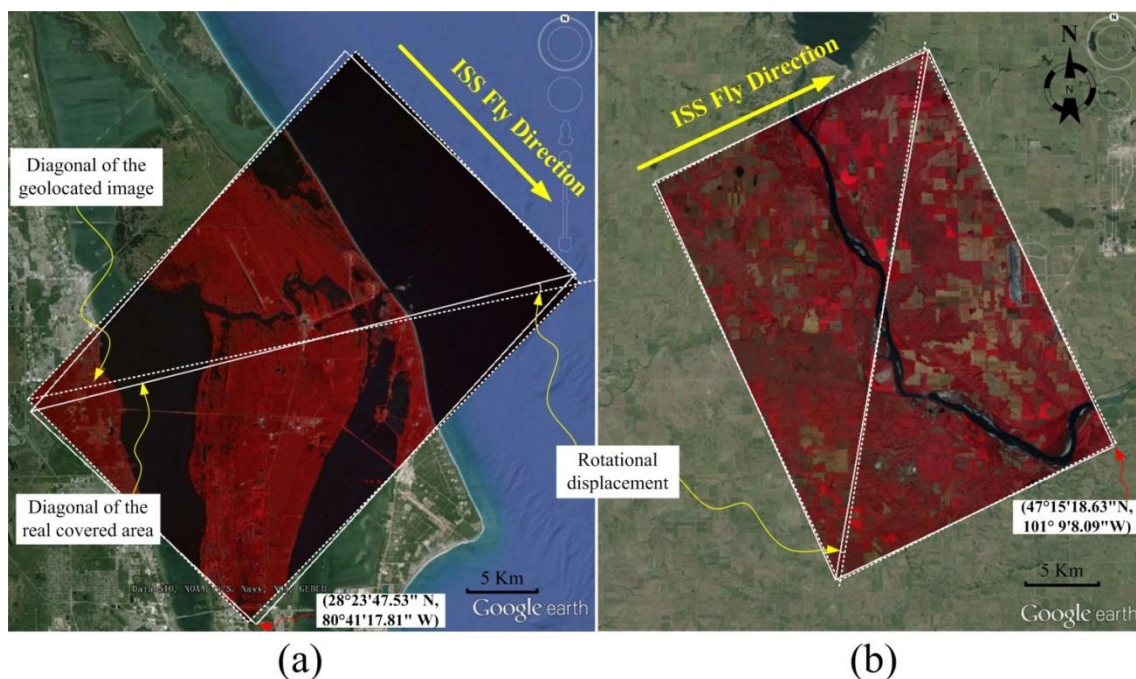 N
ISS Fly Direction
Diagonal of the
geolocated image
Diagonal of the
real covered area
(28°23'47.53" N,
80°41'17.81" W)
5 Km
Google earth
(a)
N
N
N
ISS Fly Direction
Rotational
displacement
(47°15'18.63"N,
101° 9'8.09"W)
5 Km
Google earth
(b)